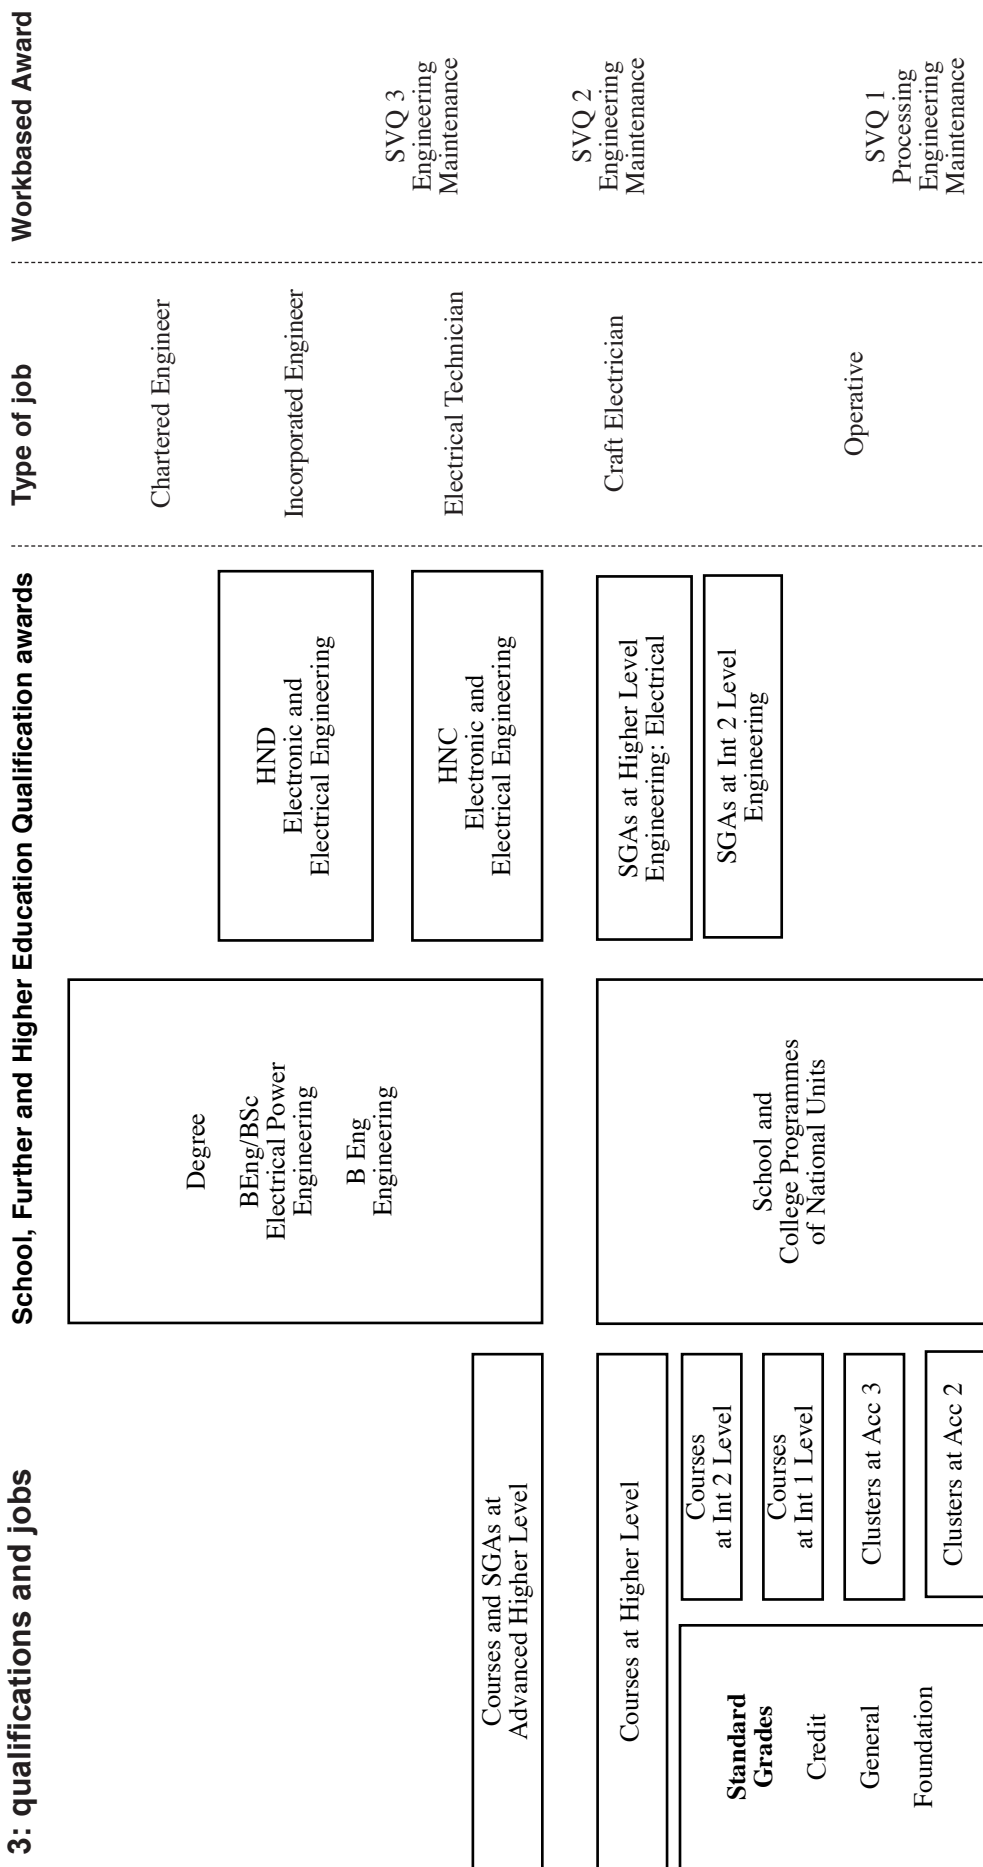 3: qualifications and jobs
School, Further and Higher Education Qualification awards
Type of job
Workbased Award
Courses and SGAs at
Advanced Higher Level
Courses at Higher Level
Standard
Grades
Credit
General
Foundation
Courses
at Int 2 Level
Courses
at Int 1 Level
Clusters at Acc 3
Clusters at Acc 2
Degree
BEng/BSc
Electrical Power
Engineering
B Eng
Engineering
School and
College Programmes
of National Units
HND
Electronic and
Electrical Engineering
HNC
Electronic and
Electrical Engineering
SGAs at Higher Level
Engineering: Electrical
SGAs at Int 2 Level
Engineering
Chartered Engineer
Incorporated Engineer
Electrical Technician
Craft Electrician
Operative
SVQ 3
Engineering
Maintenance
SVQ 2
Engineering
Maintenance
SVQ 1
Processing
Engineering
Maintenance